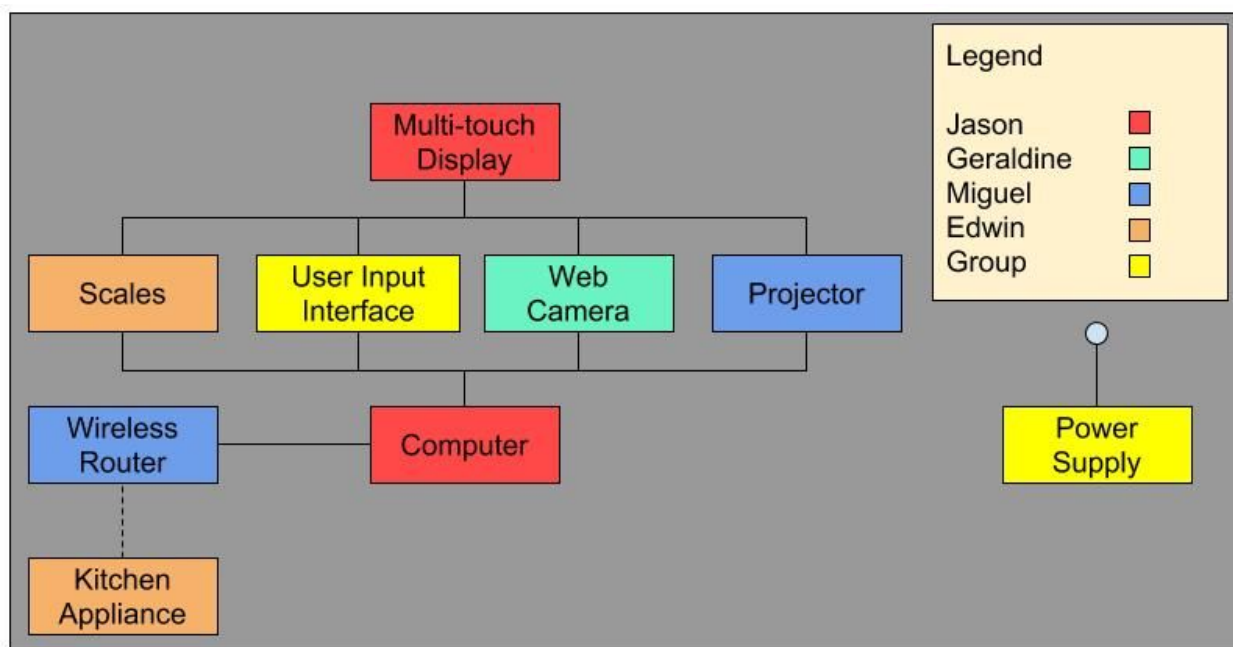 Legend
Jason
Geraldine
Miguel
Edwin
Group
Multi-touch
Display
Scales
User Input
Interface
Web
Camera
Projector
Wireless
Router
Computer
Power
Supply
Kitchen
Appliance